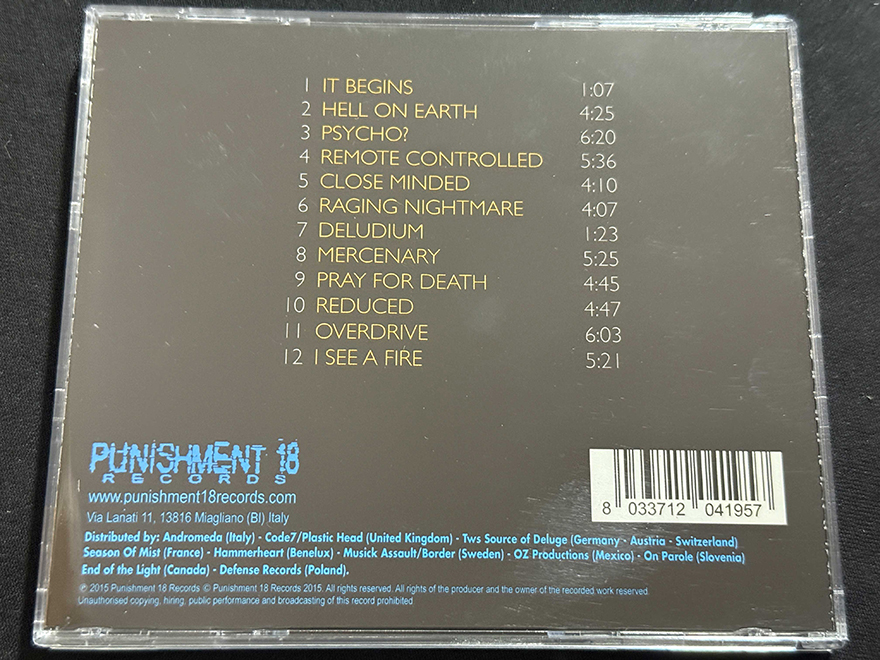 1 IT BEGINS 1:07
2 HELL ON EARTH 4:25
3 PSYCHO? 6:20
4 REMOTE CONTROLLED 5:36
5 CLOSE MINDED 4:10
6 RAGING NIGHTMARE 4:07
7 DELUDIUM 1:23
8 MERCENARY 5:25
9 PRAY FOR DEATH 4:45
10 REDUCED 4:47
11 OVERDRIVE 6:03
12 I SEE A FIRE 5:21
PUNISHMENT 18
RECORDS
www.punishment18records.com
Via Lanati 11, 13816 Miagliano (BI) Italy
Distributed by: Andromeda (Italy) - Code7/Plastic Head (United Kingdom) - Tws Source of Deluge (Germany - Austria - Switzerland)
Season Of Mist (France) - Hammerheart (Benelux) - Musick Assault/Border (Sweden) - OZ Productions (Mexico) - On Parole (Slovenia)
End of the Light (Canada) - Defense Records (Poland).
℗ 2015 Punishment 18 Records © Punishment 18 Records 2015. All rights reserved. All rights of the producer and the owner of the recorded work reserved.
Unauthorised copying, hiring, public performance and broadcasting of this record prohibited
8 033712 041957